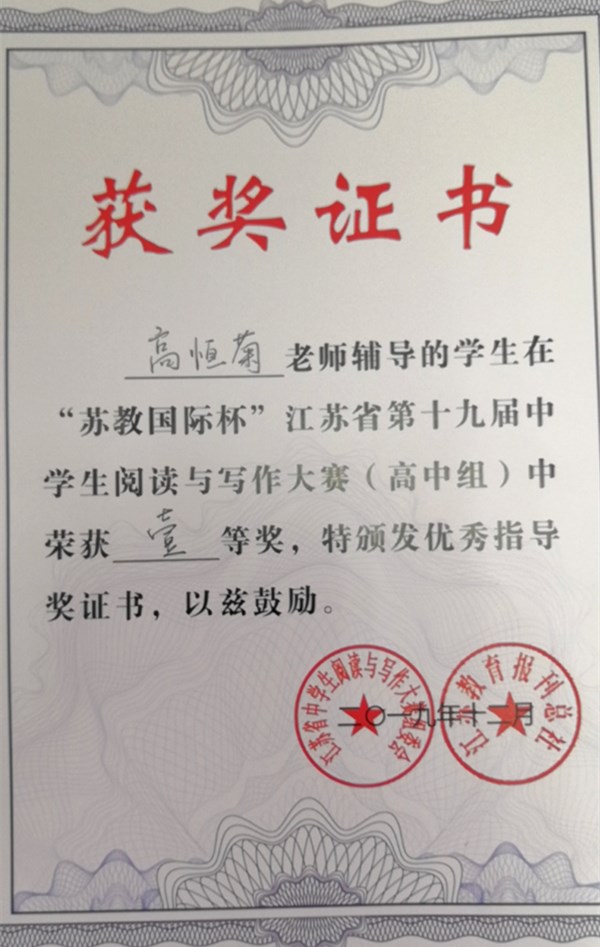 获奖证书
高恒菊 老师辅导的学生在
“苏教国际杯”江苏省第十九届中
学生阅读与写作大赛（高中组）中
荣获 壹 等奖，特颁发优秀指导
奖证书，以兹鼓励。
江苏省中学生阅读与写作大赛组委会
江苏教育报刊总社
二〇一九年十二月